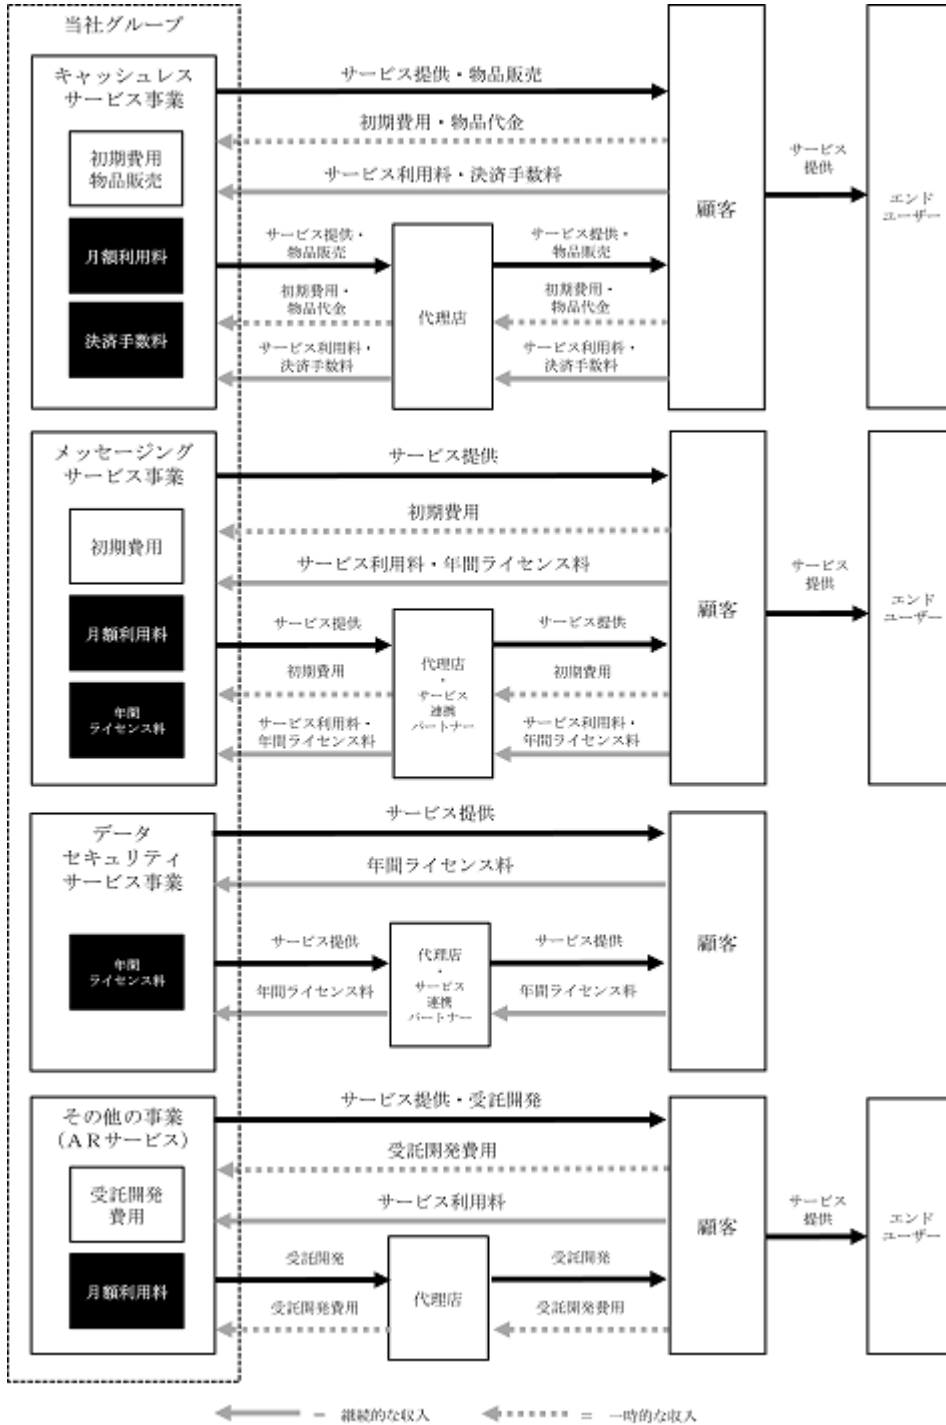 当社グループ
キャッシュレス
サービス事業
初期費用
物品販売
月額利用料
決済手数料
サービス提供・物品販売
初期費用・物品代金
サービス利用料・決済手数料
サービス提供・
物品販売
初期費用・
物品代金
サービス利用料・
決済手数料
代理店
サービス提供・
物品販売
初期費用・
物品代金
サービス利用料・
決済手数料
顧客
サービス
提供
エンド
ユーザー
メッセージング
サービス事業
初期費用
月額利用料
年間
ライセンス料
サービス提供
初期費用
サービス利用料・年間ライセンス料
サービス提供
初期費用
サービス利用料・
年間ライセンス料
代理店
・
サービス
連携
パートナー
サービス提供
初期費用
サービス利用料・
年間ライセンス料
顧客
サービス
提供
エンド
ユーザー
データ
セキュリティ
サービス事業
年間
ライセンス料
サービス提供
年間ライセンス料
サービス提供
年間ライセンス料
代理店
・
サービス
連携
パートナー
サービス提供
年間ライセンス料
顧客
その他の事業
（ＡＲサービス）
受託開発
費用
月額利用料
サービス提供・受託開発
受託開発費用
サービス利用料
受託開発
受託開発費用
代理店
受託開発
受託開発費用
顧客
サービス
提供
エンド
ユーザー
= 継続的な収入
= 一時的な収入